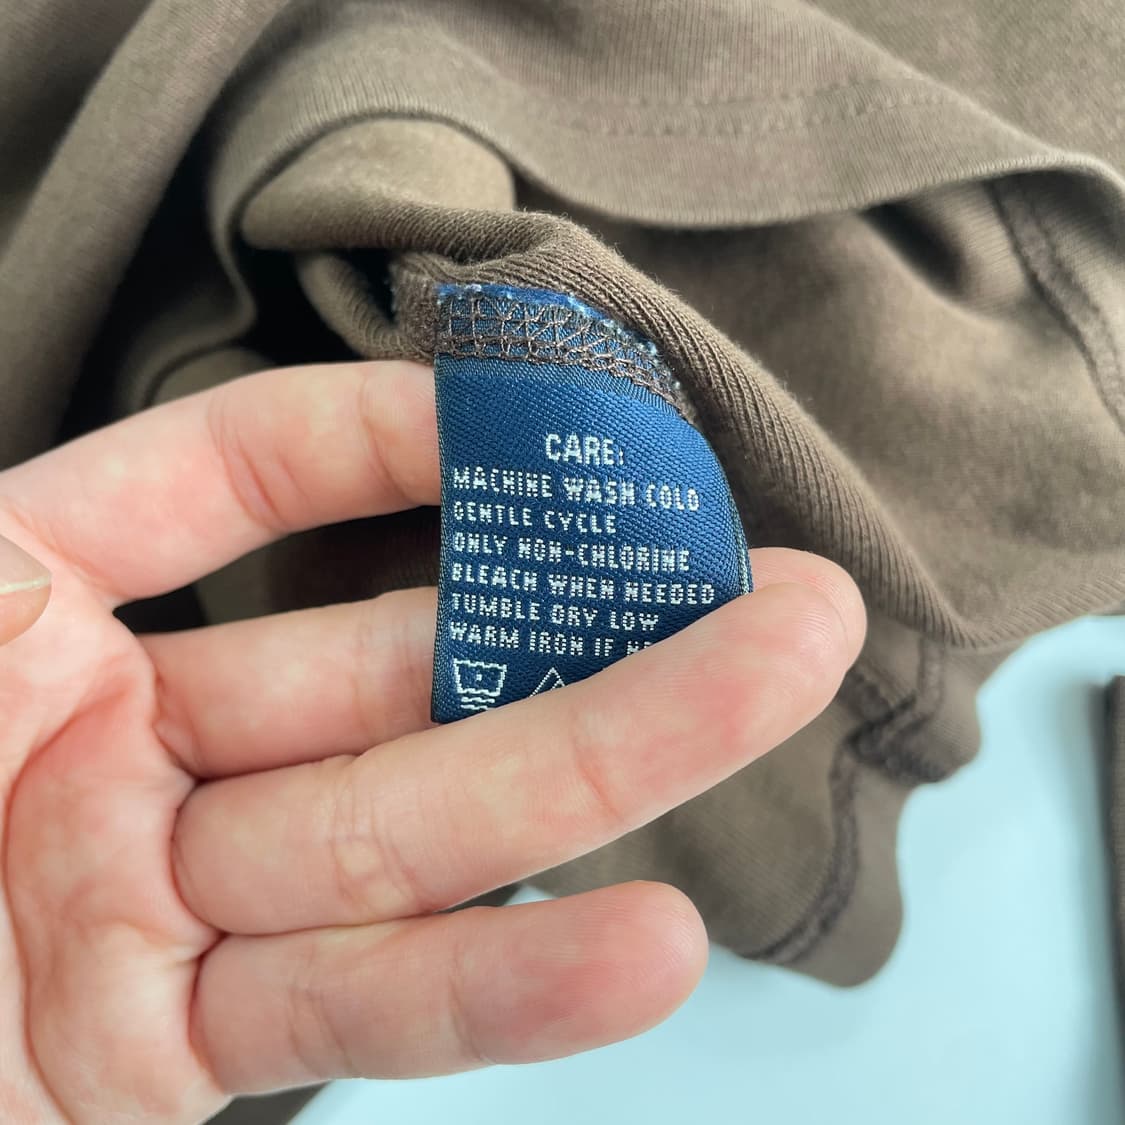 CARE:
MACHINE WASH COLD
GENTLE CYCLE
ONLY NON-CHLORINE
BLEACH WHEN NEEDED
TUMBLE DRY LOW
WARM IRON IF